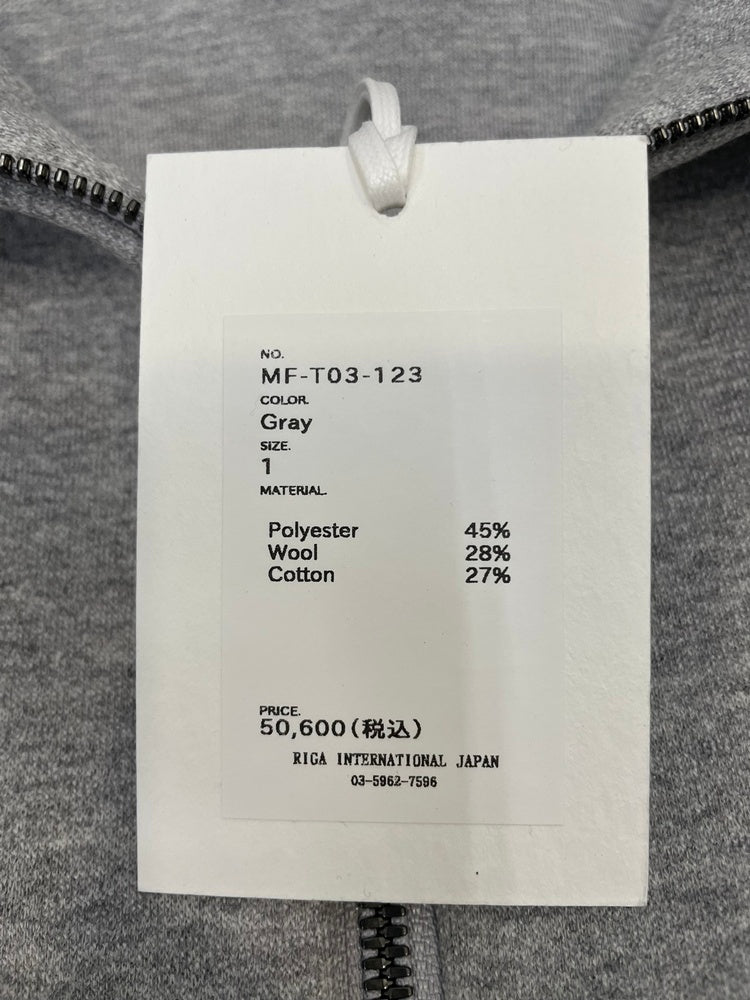 NO.
MF-T03-123
COLOR.
Gray
SIZE.
1
MATERIAL.
Polyester 45%
Wool 28%
Cotton 27%
PRICE.
50,600(税込)
RIGA INTERNATIONAL JAPAN
03-5962-7596